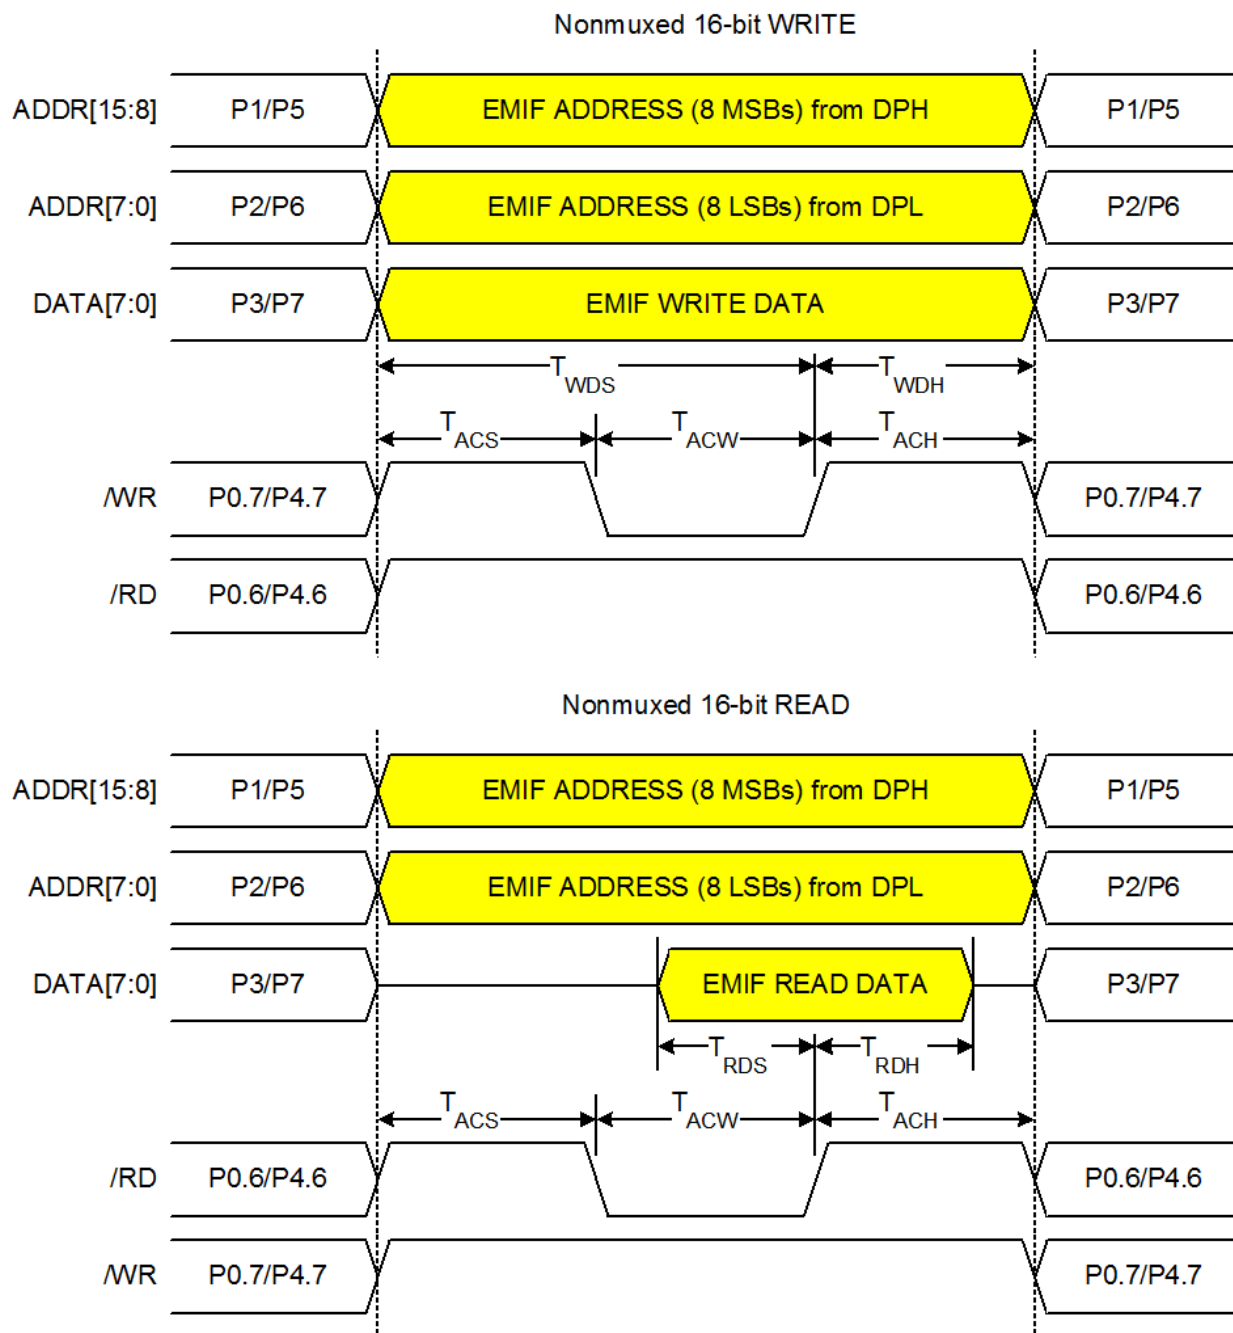 Nonmuxed 16-bit WRITE
ADDR[15:8] P1/P5 EMIF ADDRESS (8 MSBs) from DPH P1/P5
ADDR[7:0] P2/P6 EMIF ADDRESS (8 LSBs) from DPL P2/P6
DATA[7:0] P3/P7 EMIF WRITE DATA P3/P7
TWDS TWDH
TACS TACW TACH
/WR P0.7/P4.7 P0.7/P4.7
/RD P0.6/P4.6 P0.6/P4.6
Nonmuxed 16-bit READ
ADDR[15:8] P1/P5 EMIF ADDRESS (8 MSBs) from DPH P1/P5
ADDR[7:0] P2/P6 EMIF ADDRESS (8 LSBs) from DPL P2/P6
DATA[7:0] P3/P7 EMIF READ DATA P3/P7
TRDS TRDH
TACS TACW TACH
/RD P0.6/P4.6 P0.6/P4.6
/WR P0.7/P4.7 P0.7/P4.7